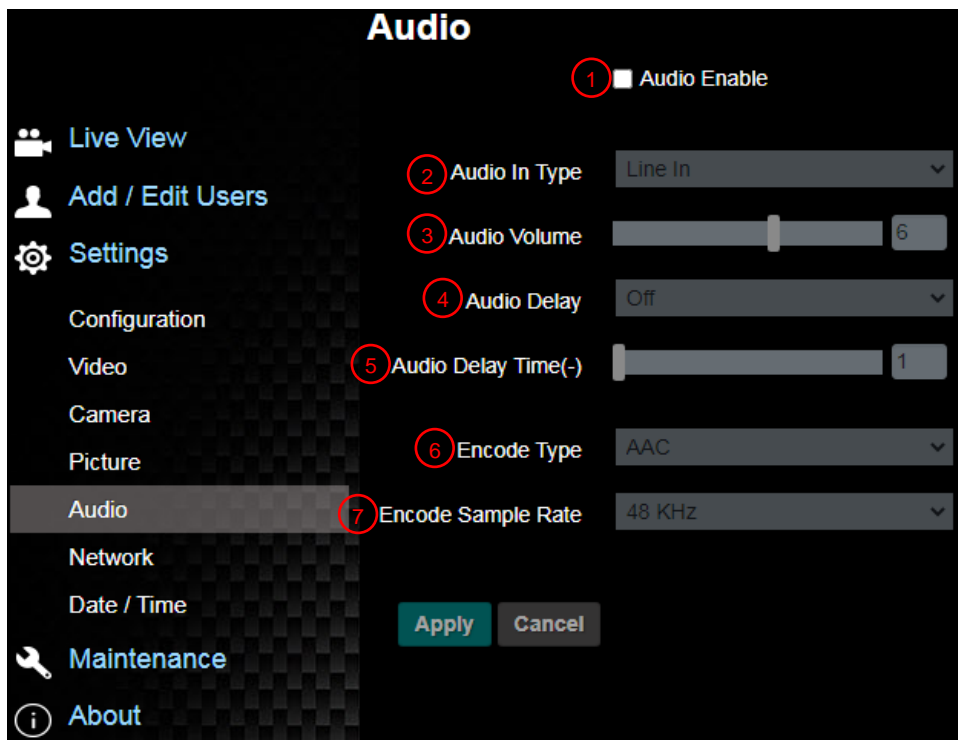 Audio
1 Audio Enable
Live View
Add / Edit Users
Settings
Configuration
Video
Camera
Picture
Audio
Network
Date / Time
Maintenance
About
2 Audio In Type Line In
3 Audio Volume 6
4 Audio Delay Off
5 Audio Delay Time(-) 1
6 Encode Type AAC
7 Encode Sample Rate 48 KHz
Apply Cancel